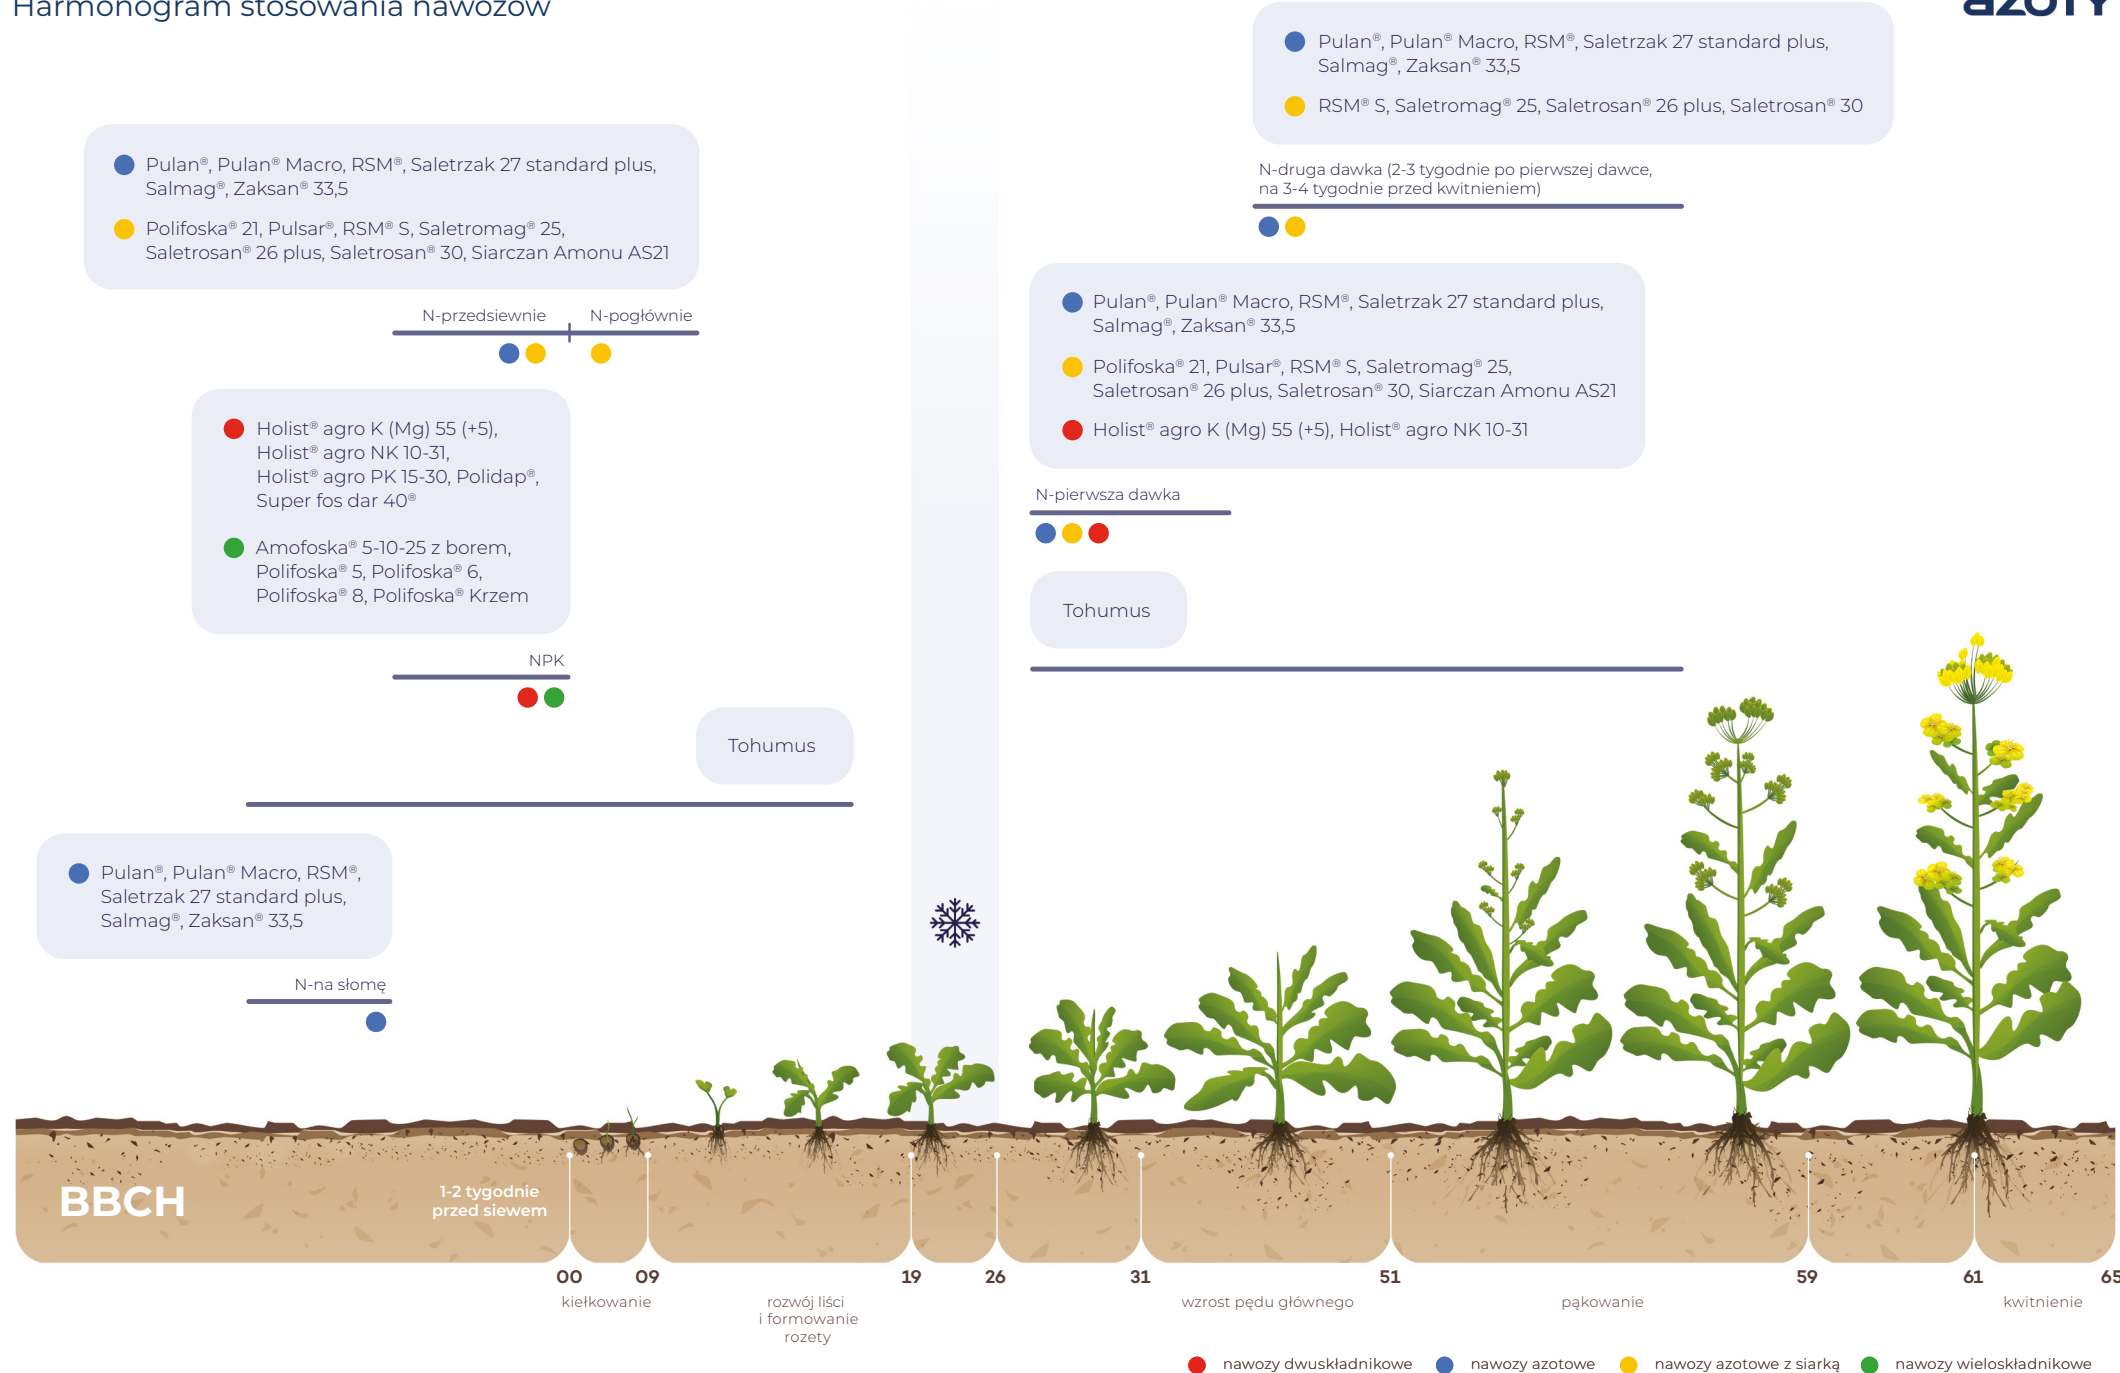 Harmonogram stosowania nawozów
AZOTY
Pulan®, Pulan® Macro, RSM®, Saletrzak 27 standard plus,
Salmag®, Zaksan® 33,5
RSM® S, Saletromag® 25, Saletrosan® 26 plus, Saletrosan® 30
N-druga dawka (2-3 tygodnie po pierwszej dawce,
na 3-4 tygodnie przed kwitnieniem)
Pulan®, Pulan® Macro, RSM®, Saletrzak 27 standard plus,
Salmag®, Zaksan® 33,5
Polifoska® 21, Pulsar®, RSM® S, Saletromag® 25,
Saletrosan® 26 plus, Saletrosan® 30, Siarczan Amonu AS21
N-przedsiewnie
N-pogłównie
Pulan®, Pulan® Macro, RSM®, Saletrzak 27 standard plus,
Salmag®, Zaksan® 33,5
Polifoska® 21, Pulsar®, RSM® S, Saletromag® 25,
Saletrosan® 26 plus, Saletrosan® 30, Siarczan Amonu AS21
Holist® agro K (Mg) 55 (+5), Holist® agro NK 10-31
N-pierwsza dawka
Holist® agro K (Mg) 55 (+5),
Holist® agro NK 10-31,
Holist® agro PK 15-30, Polidap®,
Super fos dar 40®
Amofoska® 5-10-25 z borem,
Polifoska® 5, Polifoska® 6,
Polifoska® 8, Polifoska® Krzem
NPK
Tohumus
Tohumus
Pulan®, Pulan® Macro, RSM®,
Saletrzak 27 standard plus,
Salmag®, Zaksan® 33,5
N-na słomę
BBCH
1-2 tygodnie
przed siewem
00 09 19 26 31 51 59 61 65
kiełkowanie
rozwój liści
i formowanie
rozety
wzrost pędu głównego
pąkowanie
kwitnienie
nawozy dwuskładnikowe
nawozy azotowe
nawozy azotowe z siarką
nawozy wieloskładnikowe